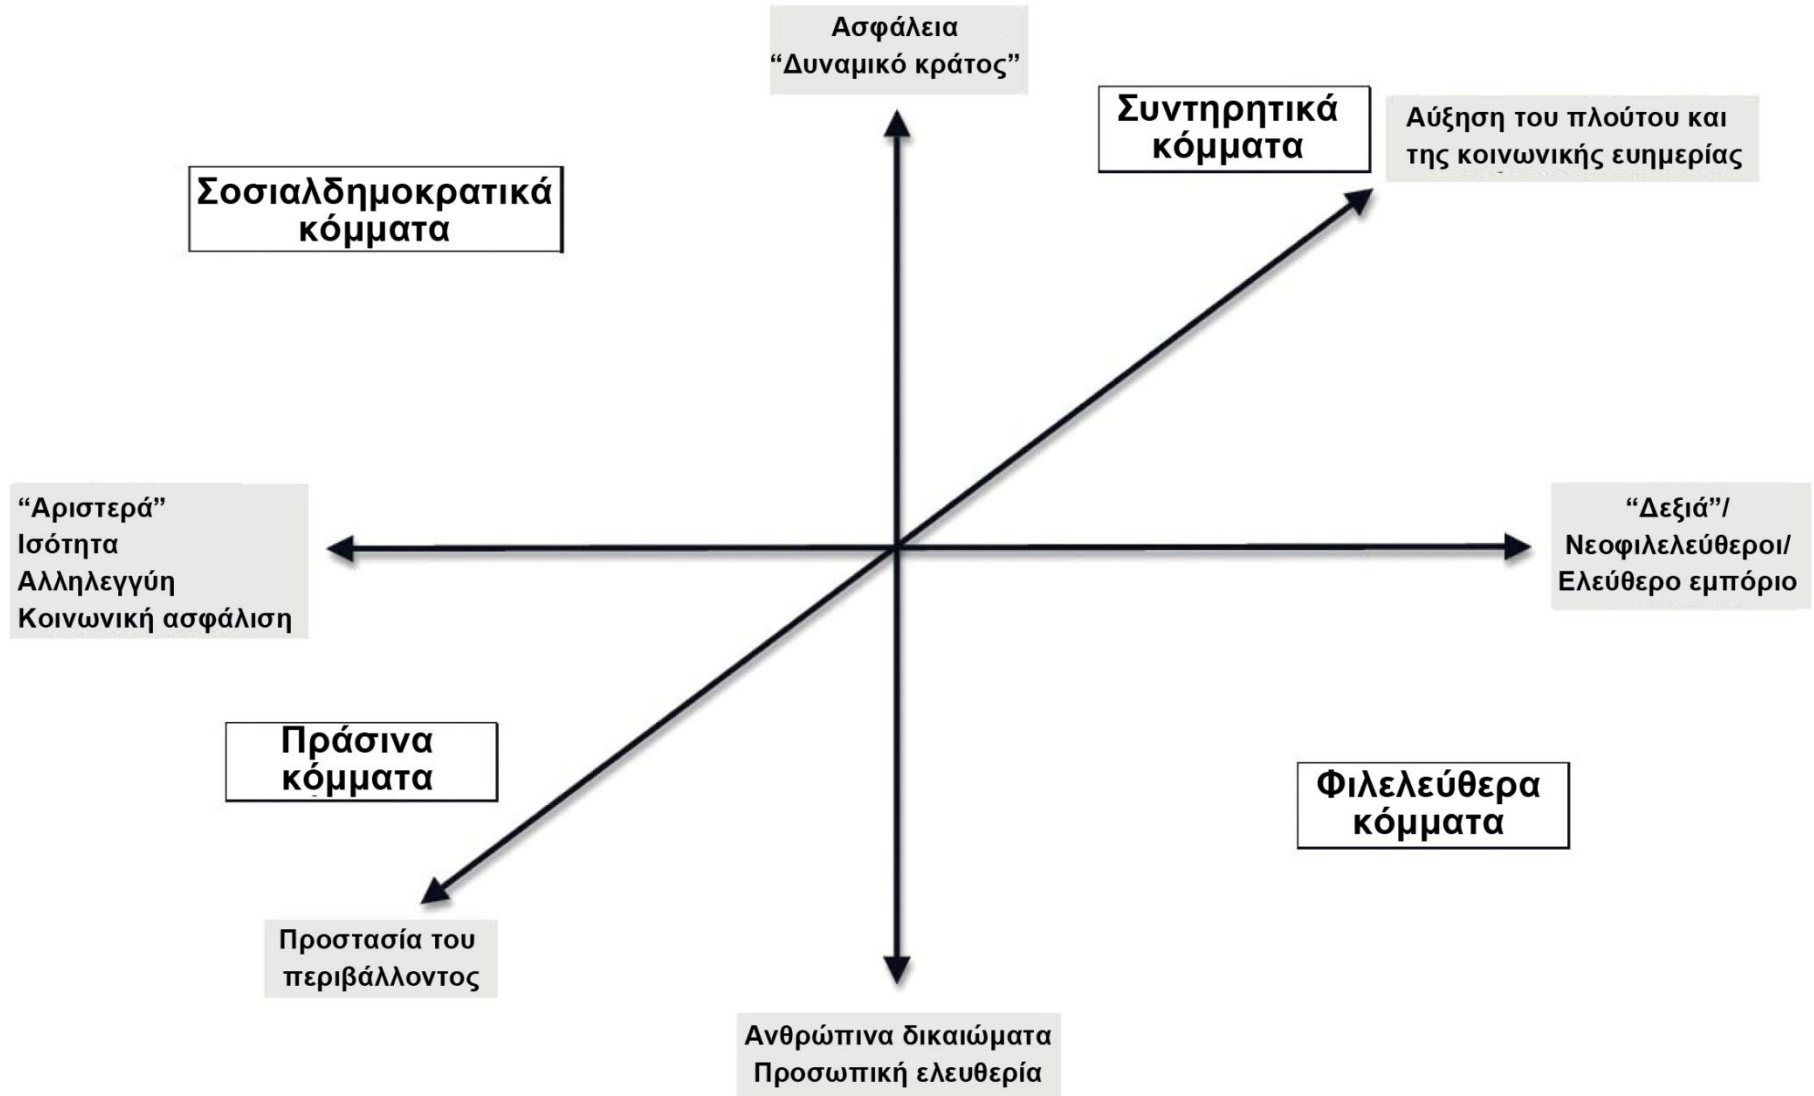 Ασφάλεια
“Δυναμικό κράτος”
Συντηρητικά
κόμματα
Αύξηση του πλούτου και
της κοινωνικής ευημερίας
Σοσιαλδημοκρατικά
κόμματα
“Αριστερά”
Ισότητα
Αλληλεγγύη
Κοινωνική ασφάλιση
“Δεξιά”/
Νεοφιλελεύθεροι/
Ελεύθερο εμπόριο
Πράσινα
κόμματα
Φιλελεύθερα
κόμματα
Προστασία του
περιβάλλοντος
Ανθρώπινα δικαιώματα
Προσωπική ελευθερία